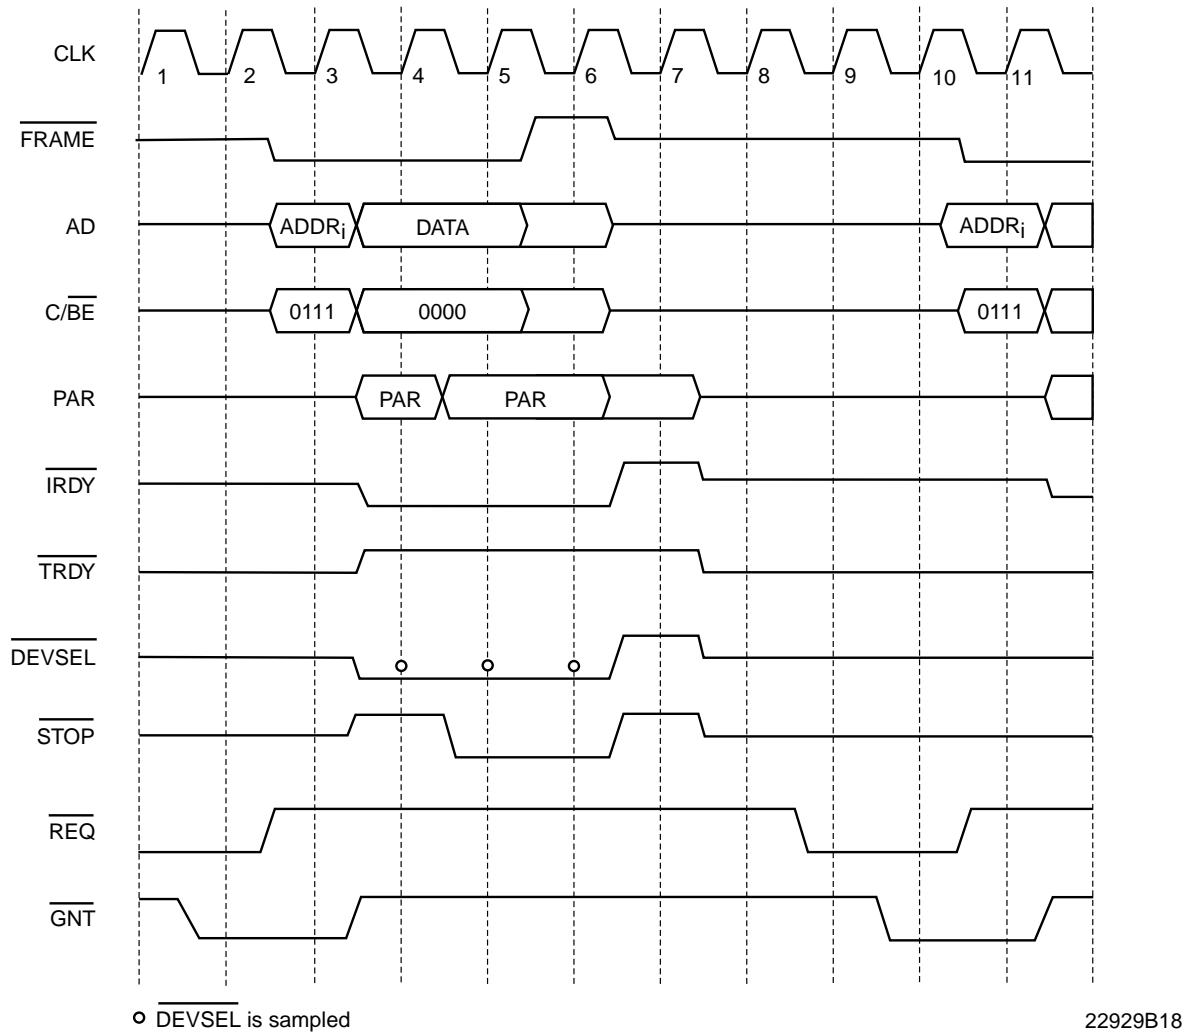 CLK
1 2 3 4 5 6 7 8 9 10 11
FRAME
AD ADDRi DATA ADDRi
C/BE 0111 0000 0111
PAR PAR PAR
IRDY
TRDY
DEVSEL
STOP
REQ
GNT
DEVSEL is sampled
22929B18